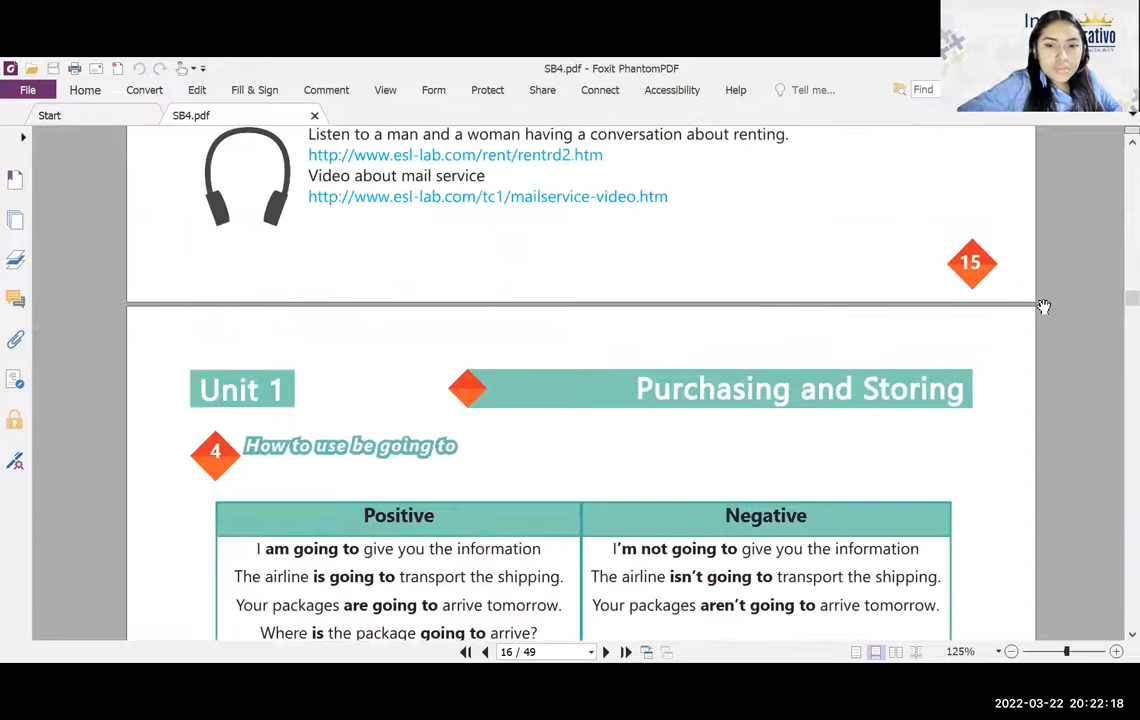 SB4.pdf - Foxit PhantomPDF
File Home Convert Edit Fill & Sign Comment View Form Protect Share Connect Accessibility Help Tell me... Find
Start SB4.pdf
Listen to a man and a woman having a conversation about renting.
http://www.esl-lab.com/rent/rentrd2.htm
Video about mail service
http://www.esl-lab.com/tc1/mailservice-video.htm
15
Unit 1 Purchasing and Storing
4 How to use be going to
Positive Negative
I am going to give you the information I'm not going to give you the information
The airline is going to transport the shipping. The airline isn't going to transport the shipping.
Your packages are going to arrive tomorrow. Your packages aren't going to arrive tomorrow.
Where is the package going to arrive?
16 / 49 125%
2022-03-22 20:22:18